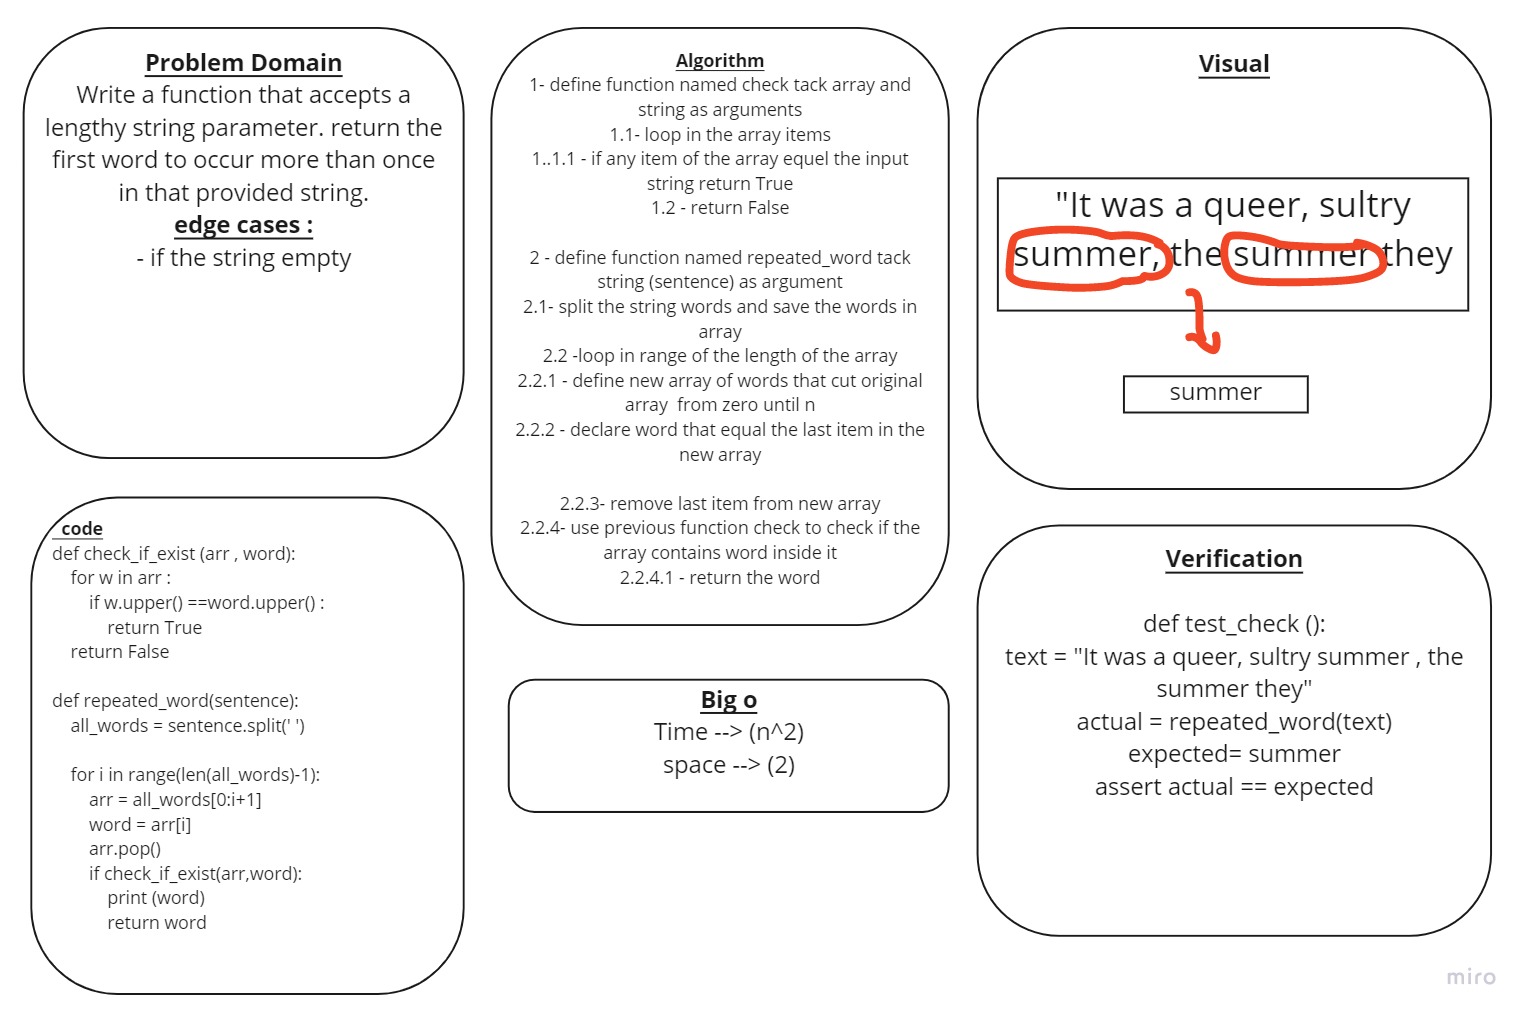 Problem Domain
Write a function that accepts a
lengthy string parameter. return the
first word to occur more than once
in that provided string.
edge cases :
- if the string empty
Algorithm
1- define function named check tack array and
string as arguments
1.1- loop in the array items
1..1.1 - if any item of the array equel the input
string return True
1.2 - return False
2 - define function named repeated_word tack
string (sentence) as argument
2.1- split the string words and save the words in
array
2.2 -loop in range of the length of the array
2.2.1 - define new array of words that cut original
array  from zero until n
2.2.2 - declare word that equal the last item in the
new array
2.2.3- remove last item from new array
2.2.4- use previous function check to check if the
array contains word inside it
2.2.4.1 - return the word
Visual
"It was a queer, sultry
summer, the summer they
summer
code
def check_if_exist (arr , word):
    for w in arr :
        if w.upper() ==word.upper() :
            return True
    return False
def repeated_word(sentence):
    all_words = sentence.split(' ')
    for i in range(len(all_words)-1):
        arr = all_words[0:i+1]
        word = arr[i]
        arr.pop()
        if check_if_exist(arr,word):
            print (word)
            return word
Big o
Time --> (n^2)
space --> (2)
Verification
def test_check ():
text = "It was a queer, sultry summer , the
summer they"
actual = repeated_word(text)
expected= summer
assert actual == expected
miro